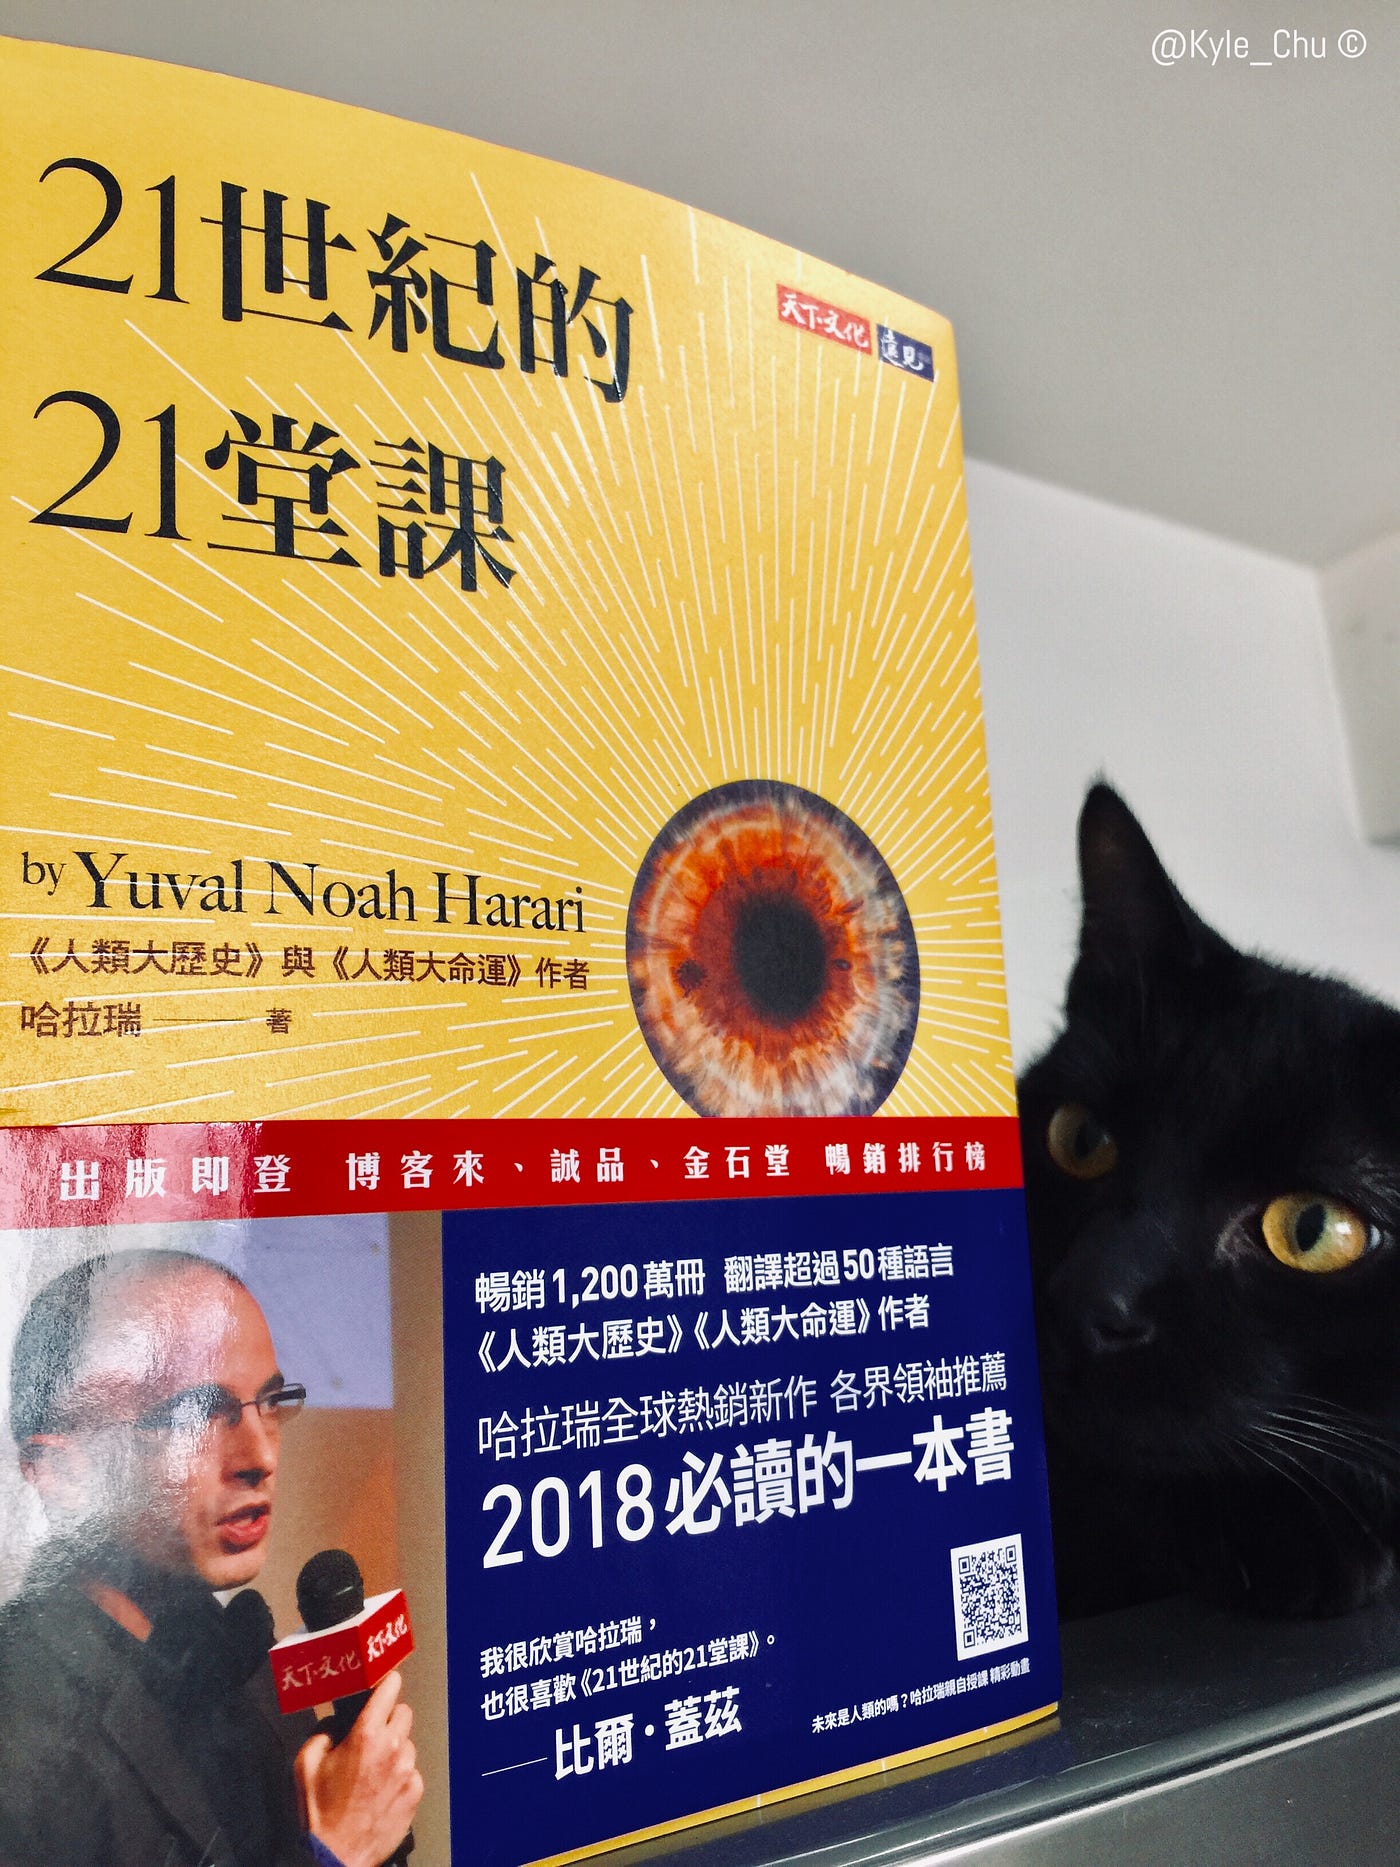 @Kyle_Chu ©
21世紀的
21堂課
天下文化 遠見
by Yuval Noah Harari
《人類大歷史》與《人類大命運》作者
哈拉瑞 著
出版即登 博客來、誠品、金石堂 暢銷排行榜
暢銷1,200萬冊 翻譯超過50種語言
《人類大歷史》《人類大命運》作者
哈拉瑞全球熱銷新作 各界領袖推薦
2018必讀的一本書
我很欣賞哈拉瑞，
也很喜歡《21世紀的21堂課》。
——比爾·蓋茲
未來是人類的嗎？哈拉瑞親自授課 精彩動畫
天下文化 天下文化